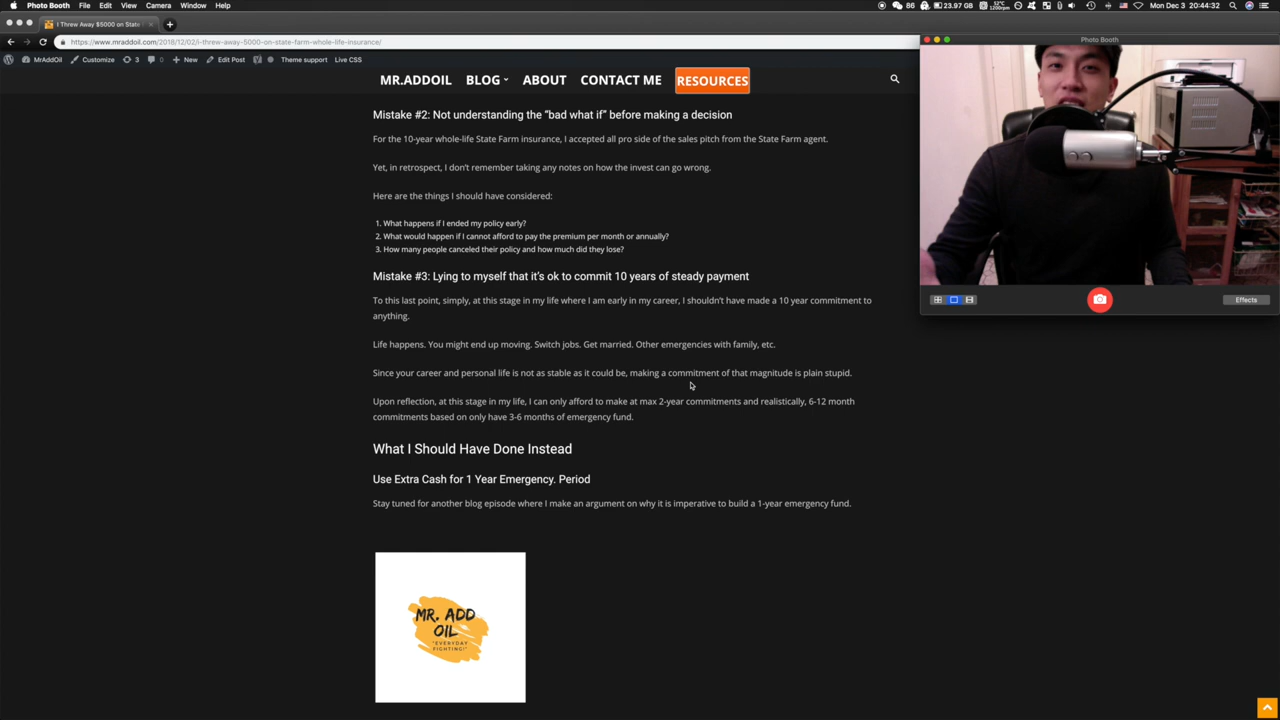 Photo Booth File Edit View Camera Window Help
86 23.97 GB 52°C 1200rpm Mon Dec 3 20:44:32
I Threw Away $5000 on State
https://www.mraddoil.com/2018/12/02/i-threw-away-5000-on-state-farm-whole-life-insurance/
Photo Booth
MrAddOil Customize 3 0 New Edit Post Theme support Live CSS
MR.ADDOIL BLOG ABOUT CONTACT ME RESOURCES
Mistake #2: Not understanding the “bad what if” before making a decision
For the 10-year whole-life State Farm insurance, I accepted all pro side of the sales pitch from the State Farm agent.
Yet, in retrospect, I don’t remember taking any notes on how the invest can go wrong.
Here are the things I should have considered:
1. What happens if I ended my policy early?
2. What would happen if I cannot afford to pay the premium per month or annually?
3. How many people canceled their policy and how much did they lose?
Mistake #3: Lying to myself that it’s ok to commit 10 years of steady payment
To this last point, simply, at this stage in my life where I am early in my career, I shouldn’t have made a 10 year commitment to
anything.
Effects
Life happens. You might end up moving. Switch jobs. Get married. Other emergencies with family, etc.
Since your career and personal life is not as stable as it could be, making a commitment of that magnitude is plain stupid.
Upon reflection, at this stage in my life, I can only afford to make at max 2-year commitments and realistically, 6-12 month
commitments based on only have 3-6 months of emergency fund.
What I Should Have Done Instead
Use Extra Cash for 1 Year Emergency. Period
Stay tuned for another blog episode where I make an argument on why it is imperative to build a 1-year emergency fund.
MR. ADD
OIL
"EVERYDAY
FIGHTING!"